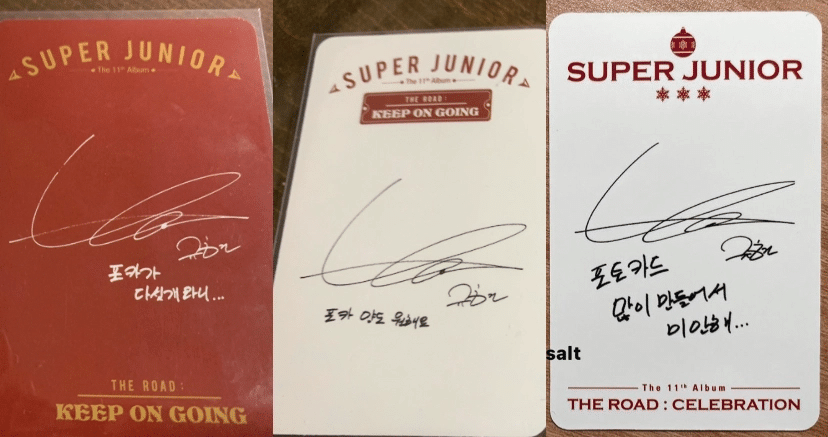 SUPER JUNIOR
The 11th Album
규현
포카가
다섯개라니...
THE ROAD :
KEEP ON GOING
SUPER JUNIOR
The 11th Album
THE ROAD :
KEEP ON GOING
규현
포카 양도 원해요
SUPER JUNIOR
규현
포토카드
많이 만들어서
미안해...
salt
The 11th Album
THE ROAD : CELEBRATION